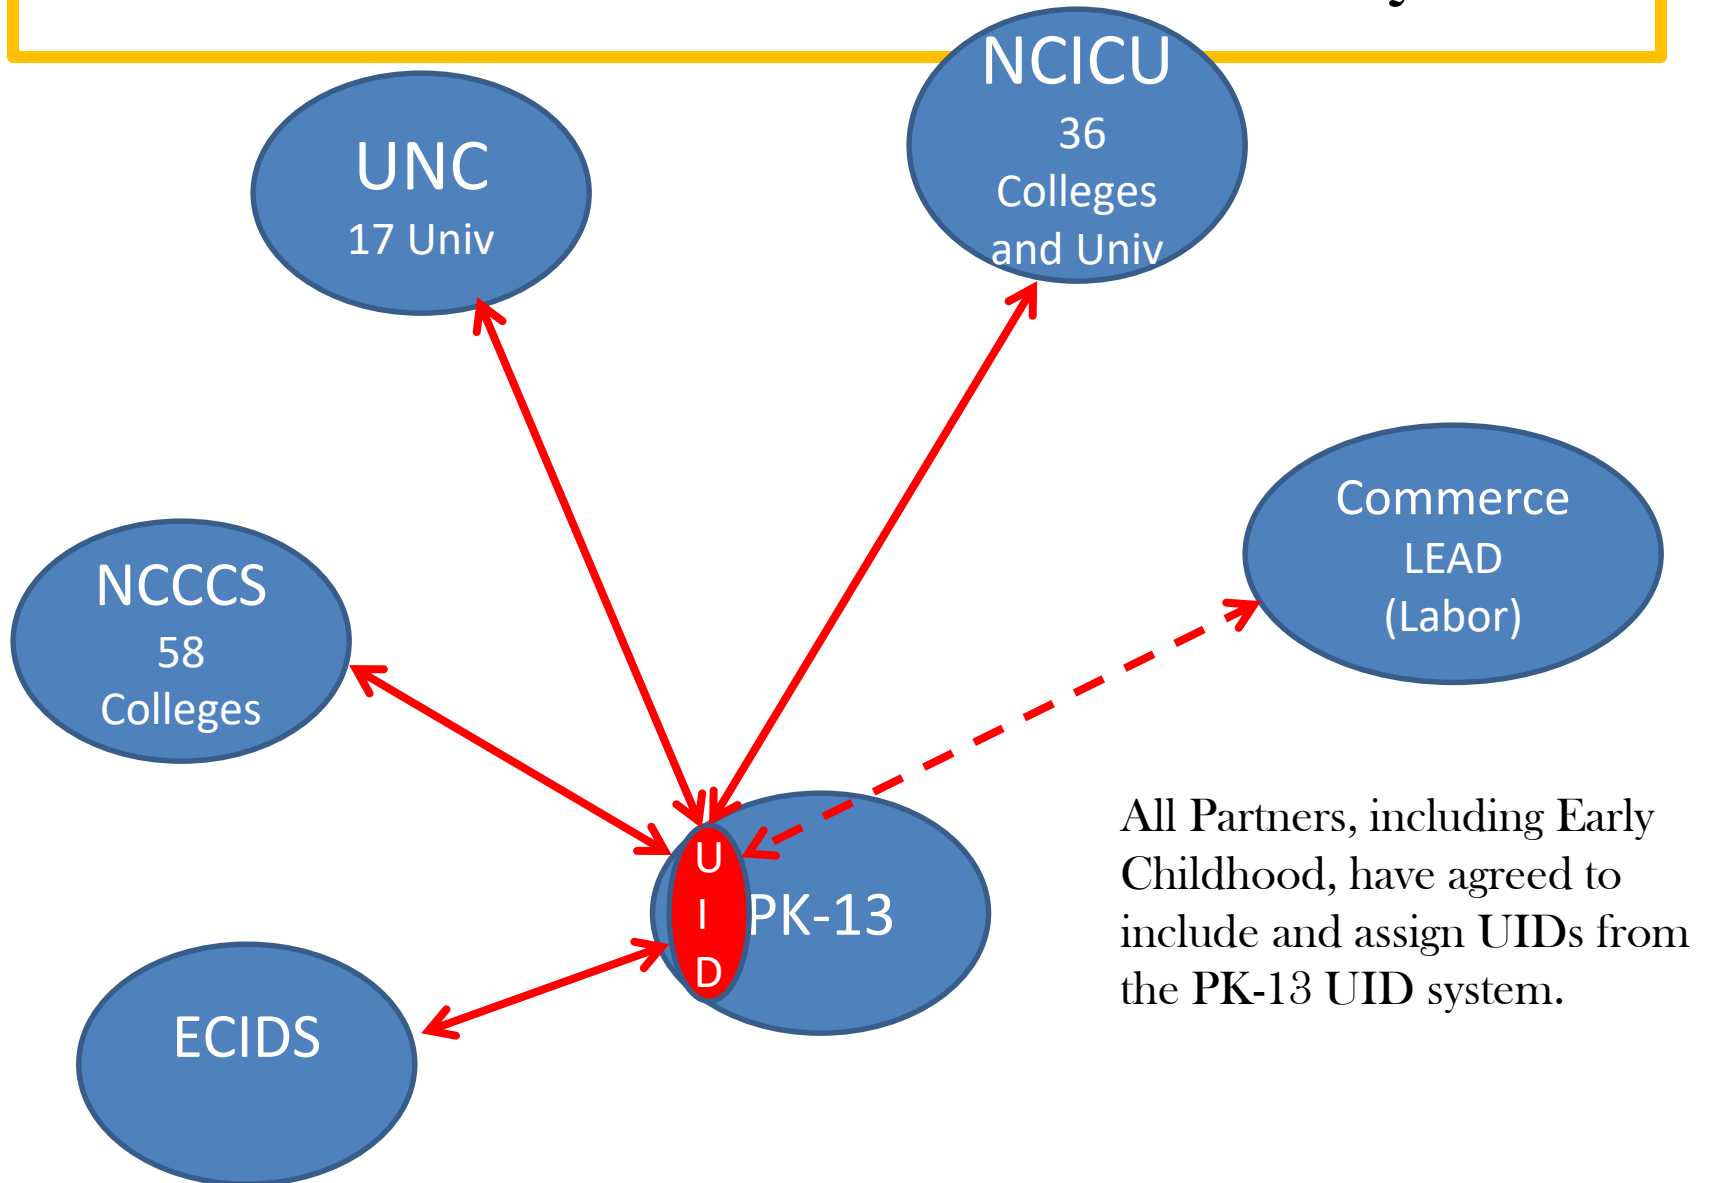 NCICU
36
Colleges
and Univ
UNC
17 Univ
Commerce
LEAD
(Labor)
NCCCS
58
Colleges
U
I
D
PK-13
All Partners, including Early
Childhood, have agreed to
include and assign UIDs from
the PK-13 UID system.
ECIDS